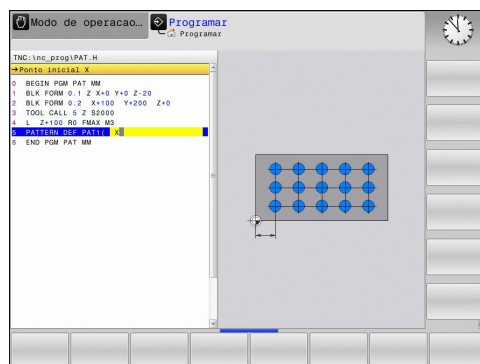 Modo de operacao...
Programar
Programar
TNC:\nc_prog\PAT.H
→Ponto inicial X
0 BEGIN PGM PAT MM
1 BLK FORM 0.1 Z X+0 Y+0 Z-20
2 BLK FORM 0.2 X+100 Y+200 Z+0
3 TOOL CALL 5 Z S2000
4 L Z+100 R0 FMAX M3
5 PATTERN DEF PAT1( X
6 END PGM PAT MM